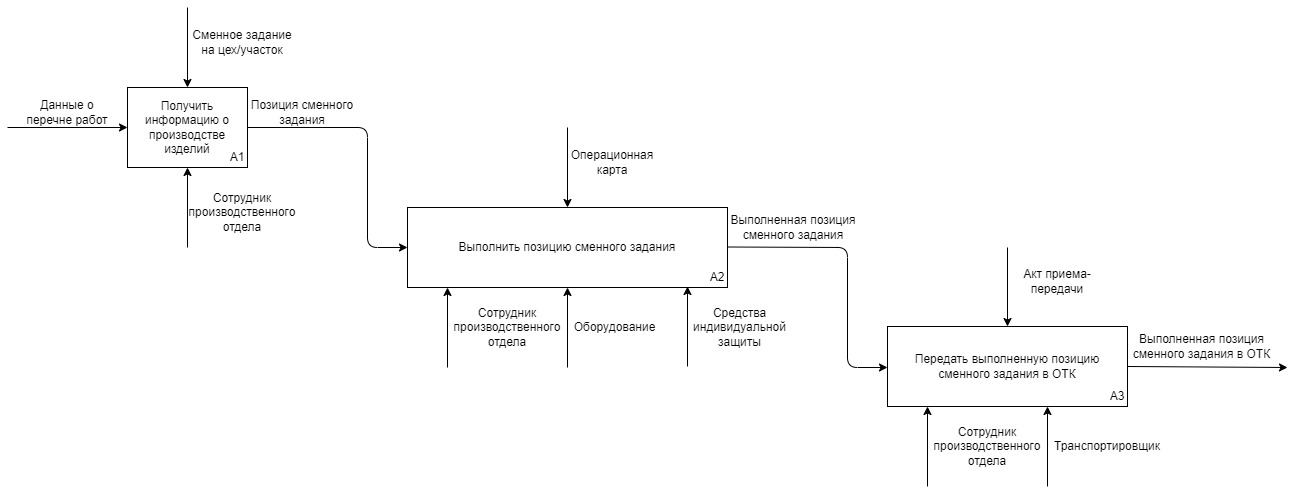 Сменное задание
на цех/участок
Данные о
перечне работ
Получить
информацию о
производстве
изделий
A1
Позиция сменного
задания
Сотрудник
производственного
отдела
Операционная
карта
Выполнить позицию сменного задания
A2
Выполненная позиция
сменного задания
Сотрудник
производственного
отдела
Оборудование
Средства
индивидуальной
защиты
Акт приема-
передачи
Передать выполненную позицию
сменного задания в ОТК
A3
Выполненная позиция
сменного задания в ОТК
Сотрудник
производственного
отдела
Транспортировщик